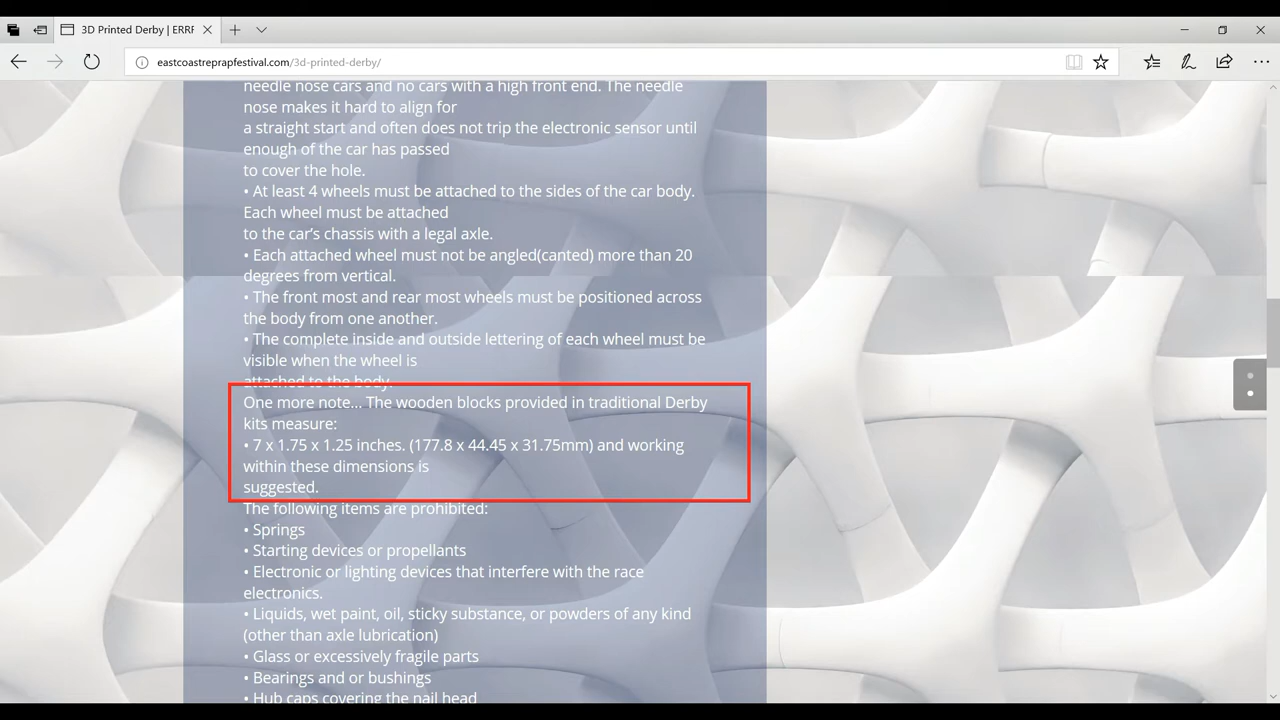 3D Printed Derby | ERRF
eastcoastreprapfestival.com/3d-printed-derby/
needle nose cars and no cars with a high front end. The needle
nose makes it hard to align for
a straight start and often does not trip the electronic sensor until
enough of the car has passed
to cover the hole.
• At least 4 wheels must be attached to the sides of the car body.
Each wheel must be attached
to the car’s chassis with a legal axle.
• Each attached wheel must not be angled(canted) more than 20
degrees from vertical.
• The front most and rear most wheels must be positioned across
the body from one another.
• The complete inside and outside lettering of each wheel must be
visible when the wheel is
attached to the body.
One more note... The wooden blocks provided in traditional Derby
kits measure:
• 7 x 1.75 x 1.25 inches. (177.8 x 44.45 x 31.75mm) and working
within these dimensions is
suggested.
The following items are prohibited:
• Springs
• Starting devices or propellants
• Electronic or lighting devices that interfere with the race
electronics.
• Liquids, wet paint, oil, sticky substance, or powders of any kind
(other than axle lubrication)
• Glass or excessively fragile parts
• Bearings and or bushings
• Hub caps covering the nail head